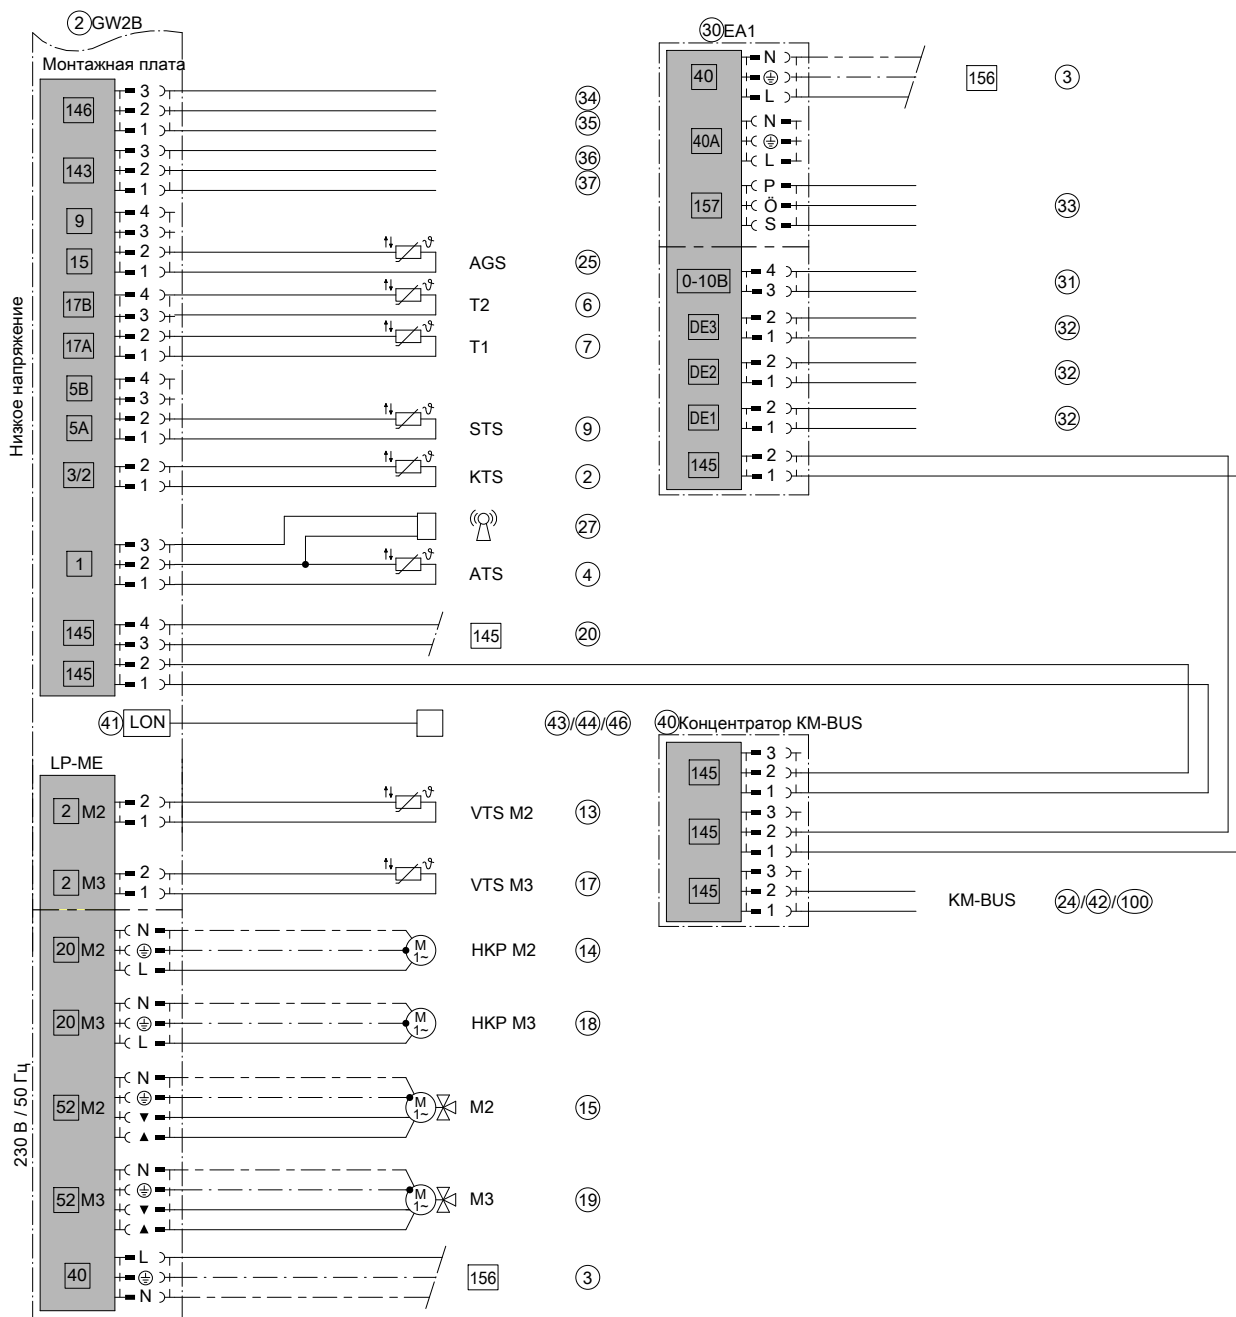 2 GW2B
Монтажная плата
Низкое напряжение
146
3
2
1
34
35
143
3
2
1
36
37
9
4
3
15
2
1
ϑ
AGS 25
17B
4
3
ϑ
T2 6
17A
2
1
ϑ
T1 7
5B
4
3
5A
2
1
ϑ
STS 9
3/2
2
1
ϑ
KTS 2
27
1
3
2
1
ϑ
ATS 4
145
4
3
145 20
145
2
1
41 LON 43/44/46
LP-ME
2 M2
2
1
ϑ
VTS M2 13
2 M3
2
1
ϑ
VTS M3 17
230 В / 50 Гц
20 M2
N
L
M
1~
HKP M2 14
20 M3
N
L
M
1~
HKP M3 18
52 M2
N
▼
▲
M
1~
M2 15
52 M3
N
▼
▲
M
1~
M3 19
40
L
N
156 3
30 EA1
40
N
L
156 3
40A
N
L
157
P
Ö
S
33
0-10В
4
3
31
DE3
2
1
32
DE2
2
1
32
DE1
2
1
32
145
2
1
40 Концентратор KM-BUS
145
3
2
1
145
3
2
1
145
3
2
1
KM-BUS 24/42/100